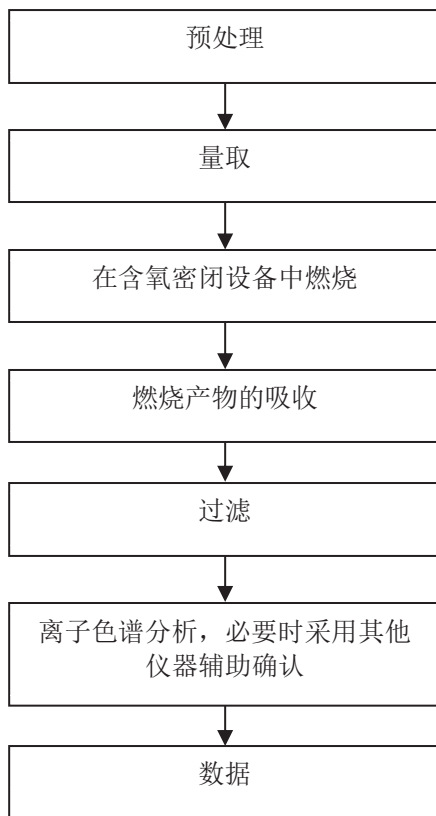 预处理
量取
在含氧密闭设备中燃烧
燃烧产物的吸收
过滤
离子色谱分析，必要时采用其他
仪器辅助确认
数据